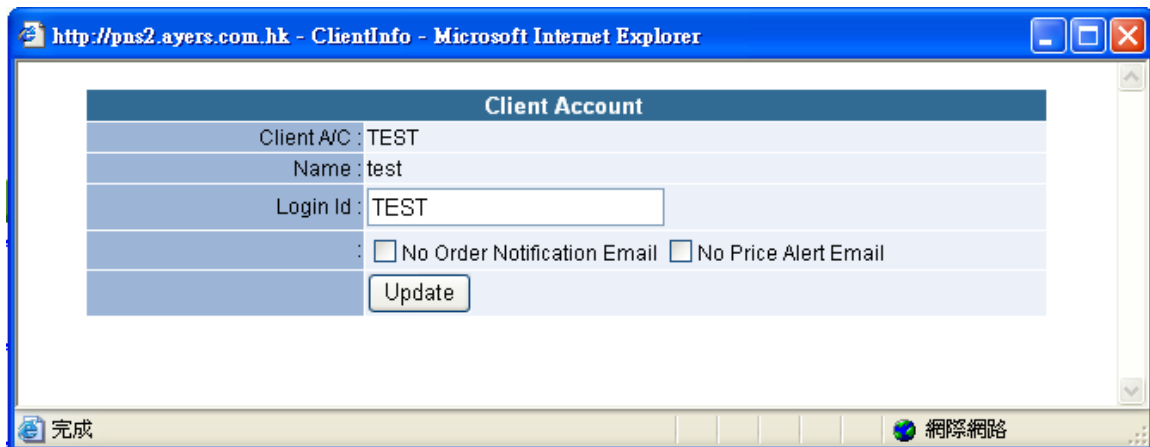 http://pns2.ayers.com.hk - ClientInfo - Microsoft Internet Explorer
Client Account
Client A/C : TEST
Name : test
Login Id : TEST
: No Order Notification Email No Price Alert Email
Update
完成 網際網路